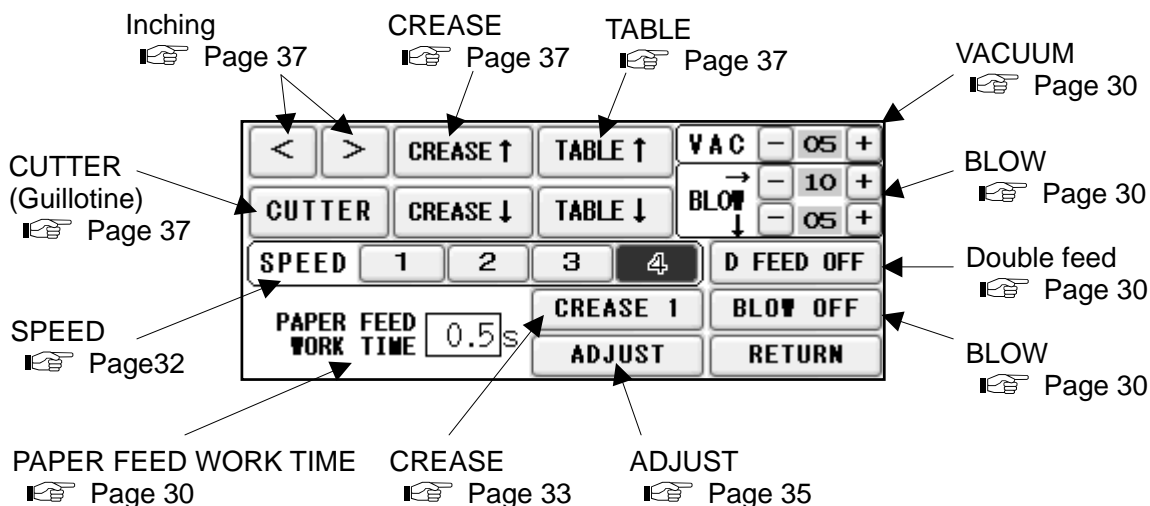 Inching
Page 37
CREASE
Page 37
TABLE
Page 37
VACUUM
Page 30
CUTTER
(Guillotine)
Page 37
< > CREASE ↑ TABLE ↑ VAC − 05 +
CUTTER CREASE ↓ TABLE ↓ BLOW → − 10 +
↓ − 05 +
SPEED 1 2 3 4 D FEED OFF
PAPER FEED
WORK TIME 0.5 s
CREASE 1 BLOW OFF
ADJUST RETURN
BLOW
Page 30
Double feed
Page 30
BLOW
Page 30
SPEED
Page32
PAPER FEED WORK TIME
Page 30
CREASE
Page 33
ADJUST
Page 35